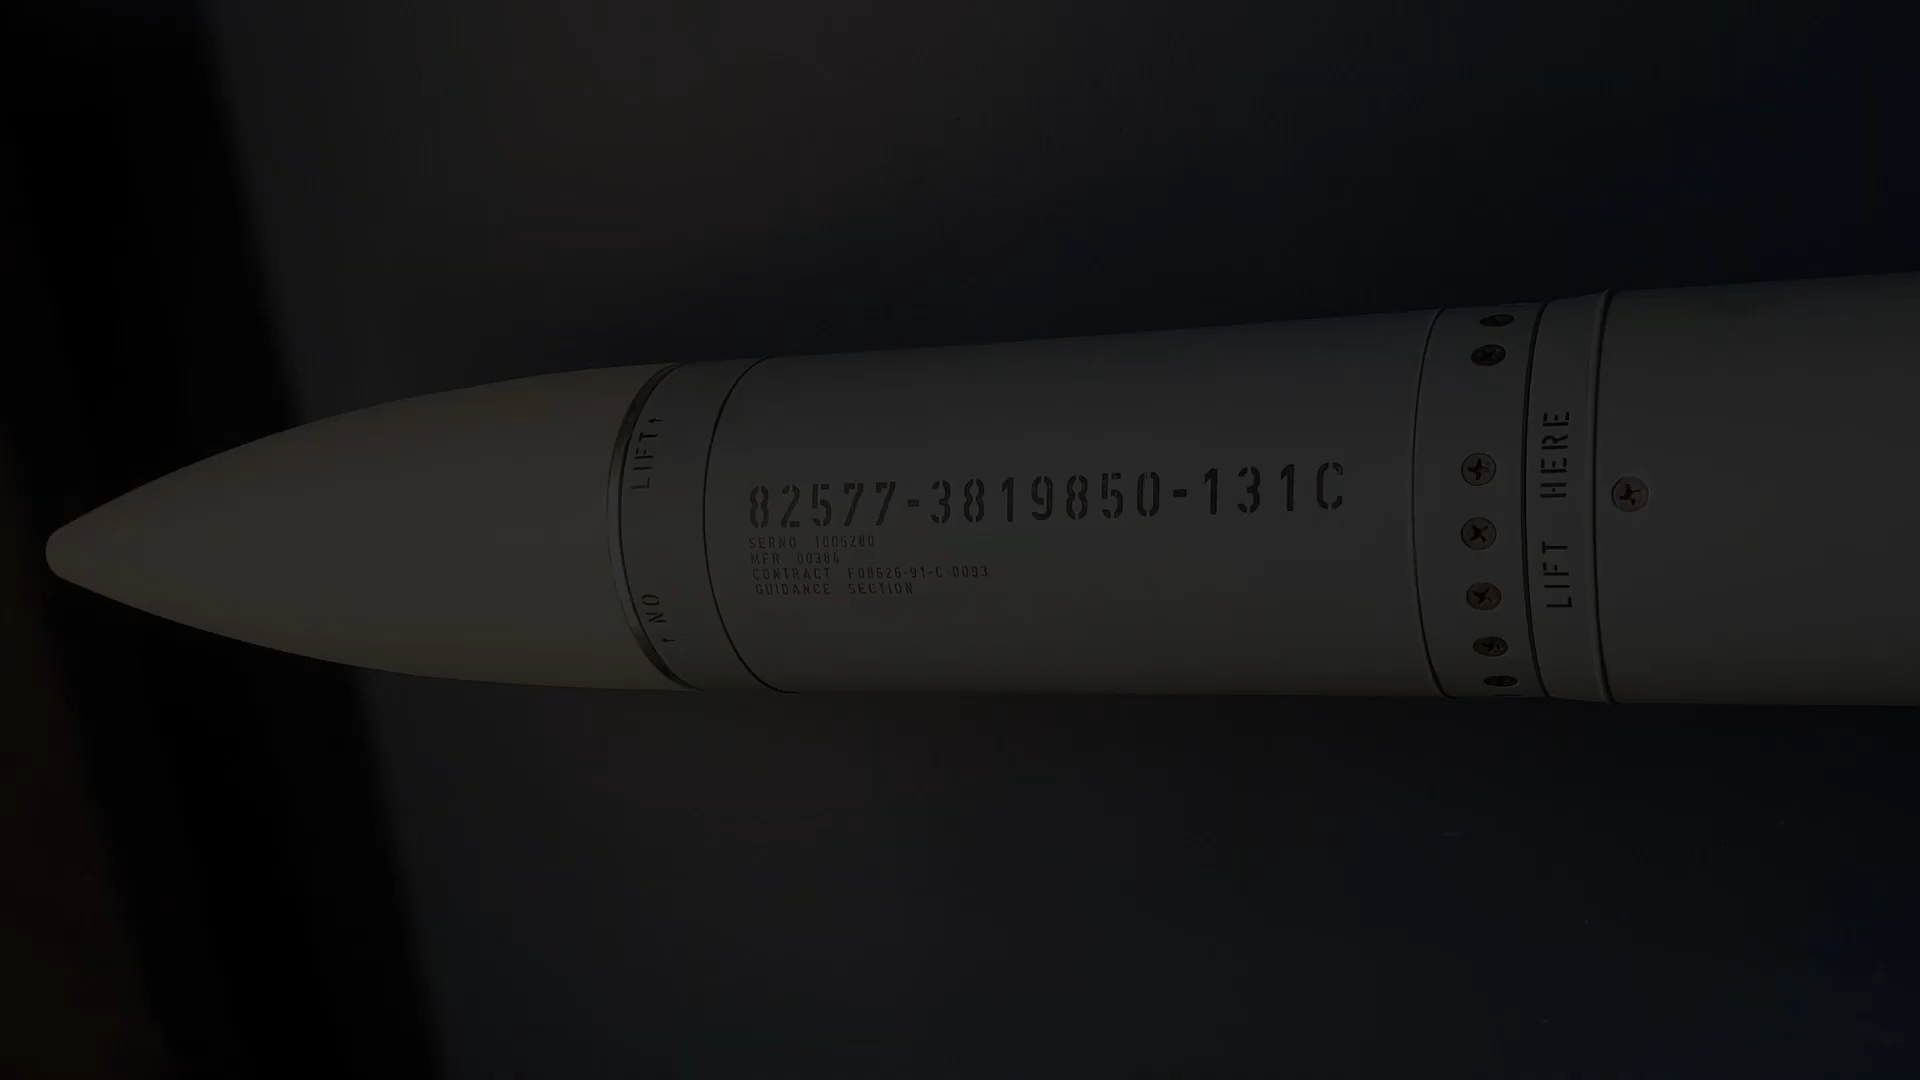 LIFT↑
↑NO
82577-3819850-131C
SERNO 1005280
MFR 00384
CONTRACT F08626-91-C-0093
GUIDANCE SECTION
LIFT HERE